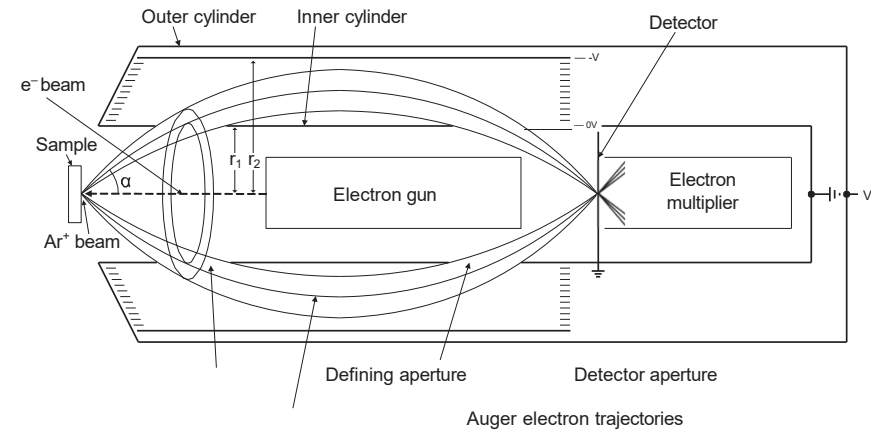 Outer cylinder
Inner cylinder
Detector
-V
e⁻ beam
0V
Sample
r₁ r₂
α
Electron gun
Electron
multiplier
V
Ar⁺ beam
Defining aperture
Detector aperture
Auger electron trajectories